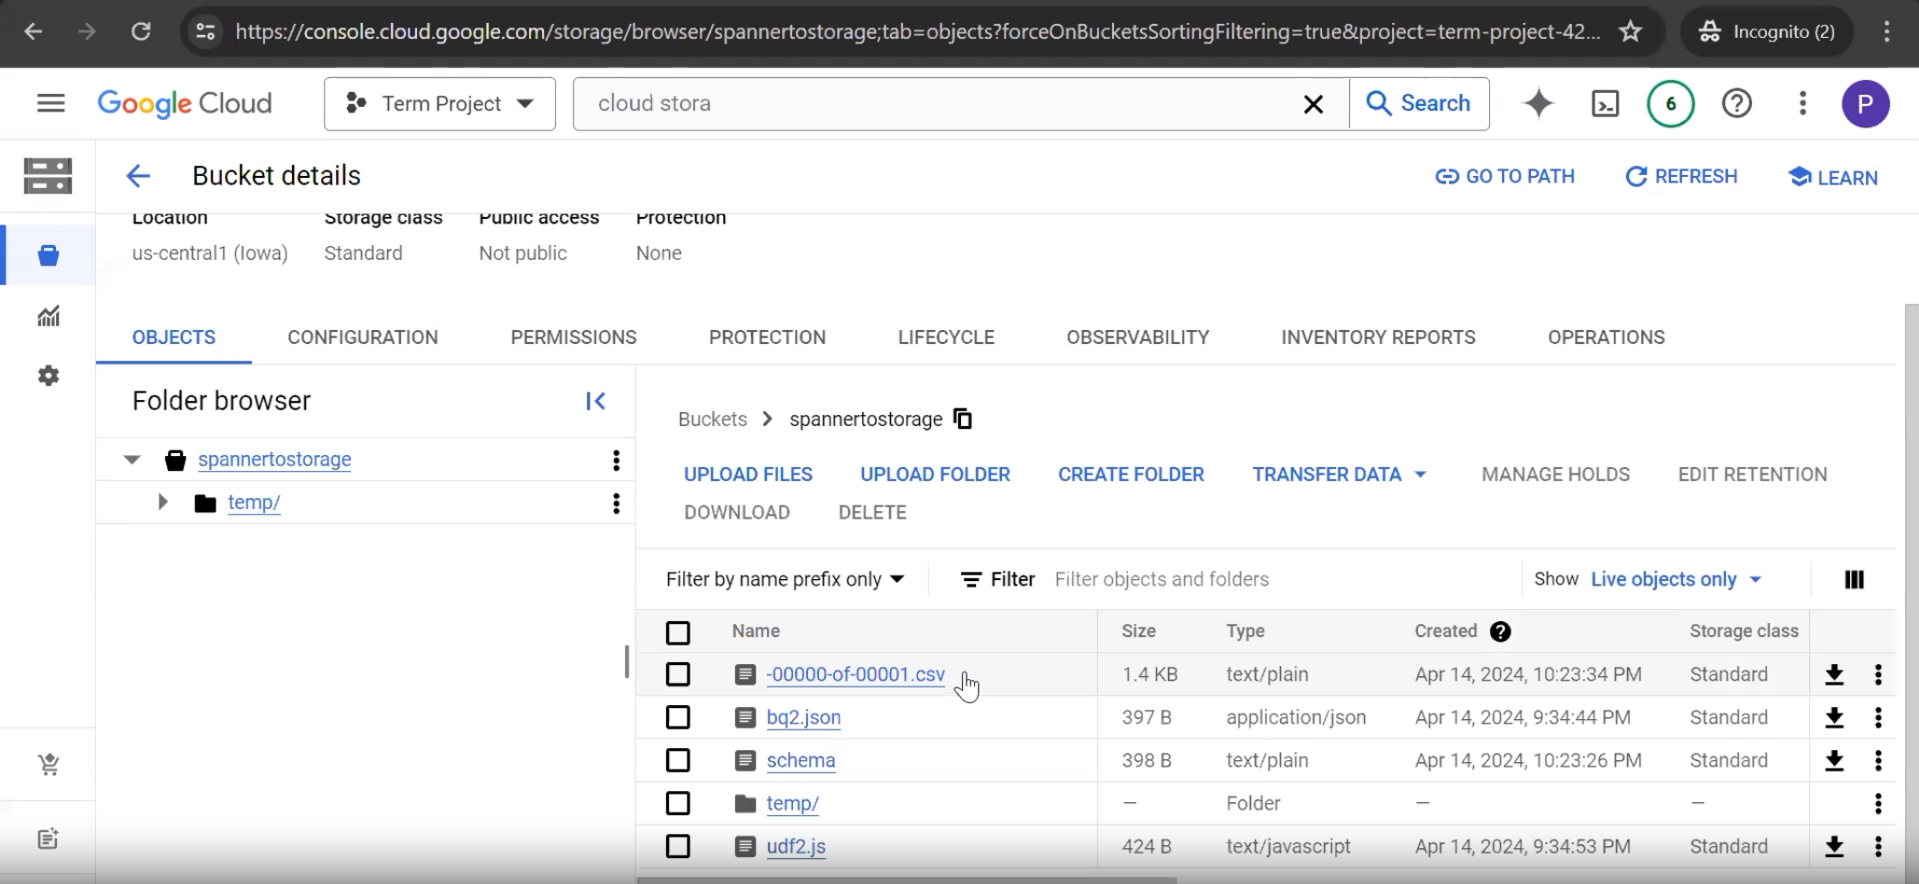 https://console.cloud.google.com/storage/browser/spannertostorage;tab=objects?forceOnBucketsSortingFiltering=true&project=term-project-42...
Incognito (2)
Google Cloud
Term Project
cloud stora
Search
6
P
Bucket details
GO TO PATH
REFRESH
LEARN
Location Storage class Public access Protection
us-central1 (Iowa) Standard Not public None
OBJECTS CONFIGURATION PERMISSIONS PROTECTION LIFECYCLE OBSERVABILITY INVENTORY REPORTS OPERATIONS
Folder browser
spannertostorage
temp/
Buckets > spannertostorage
UPLOAD FILES UPLOAD FOLDER CREATE FOLDER TRANSFER DATA MANAGE HOLDS EDIT RETENTION
DOWNLOAD DELETE
Filter by name prefix only Filter Filter objects and folders Show Live objects only
Name Size Type Created Storage class
-00000-of-00001.csv 1.4 KB text/plain Apr 14, 2024, 10:23:34 PM Standard
bq2.json 397 B application/json Apr 14, 2024, 9:34:44 PM Standard
schema 398 B text/plain Apr 14, 2024, 10:23:26 PM Standard
temp/ — Folder — —
udf2.js 424 B text/javascript Apr 14, 2024, 9:34:53 PM Standard